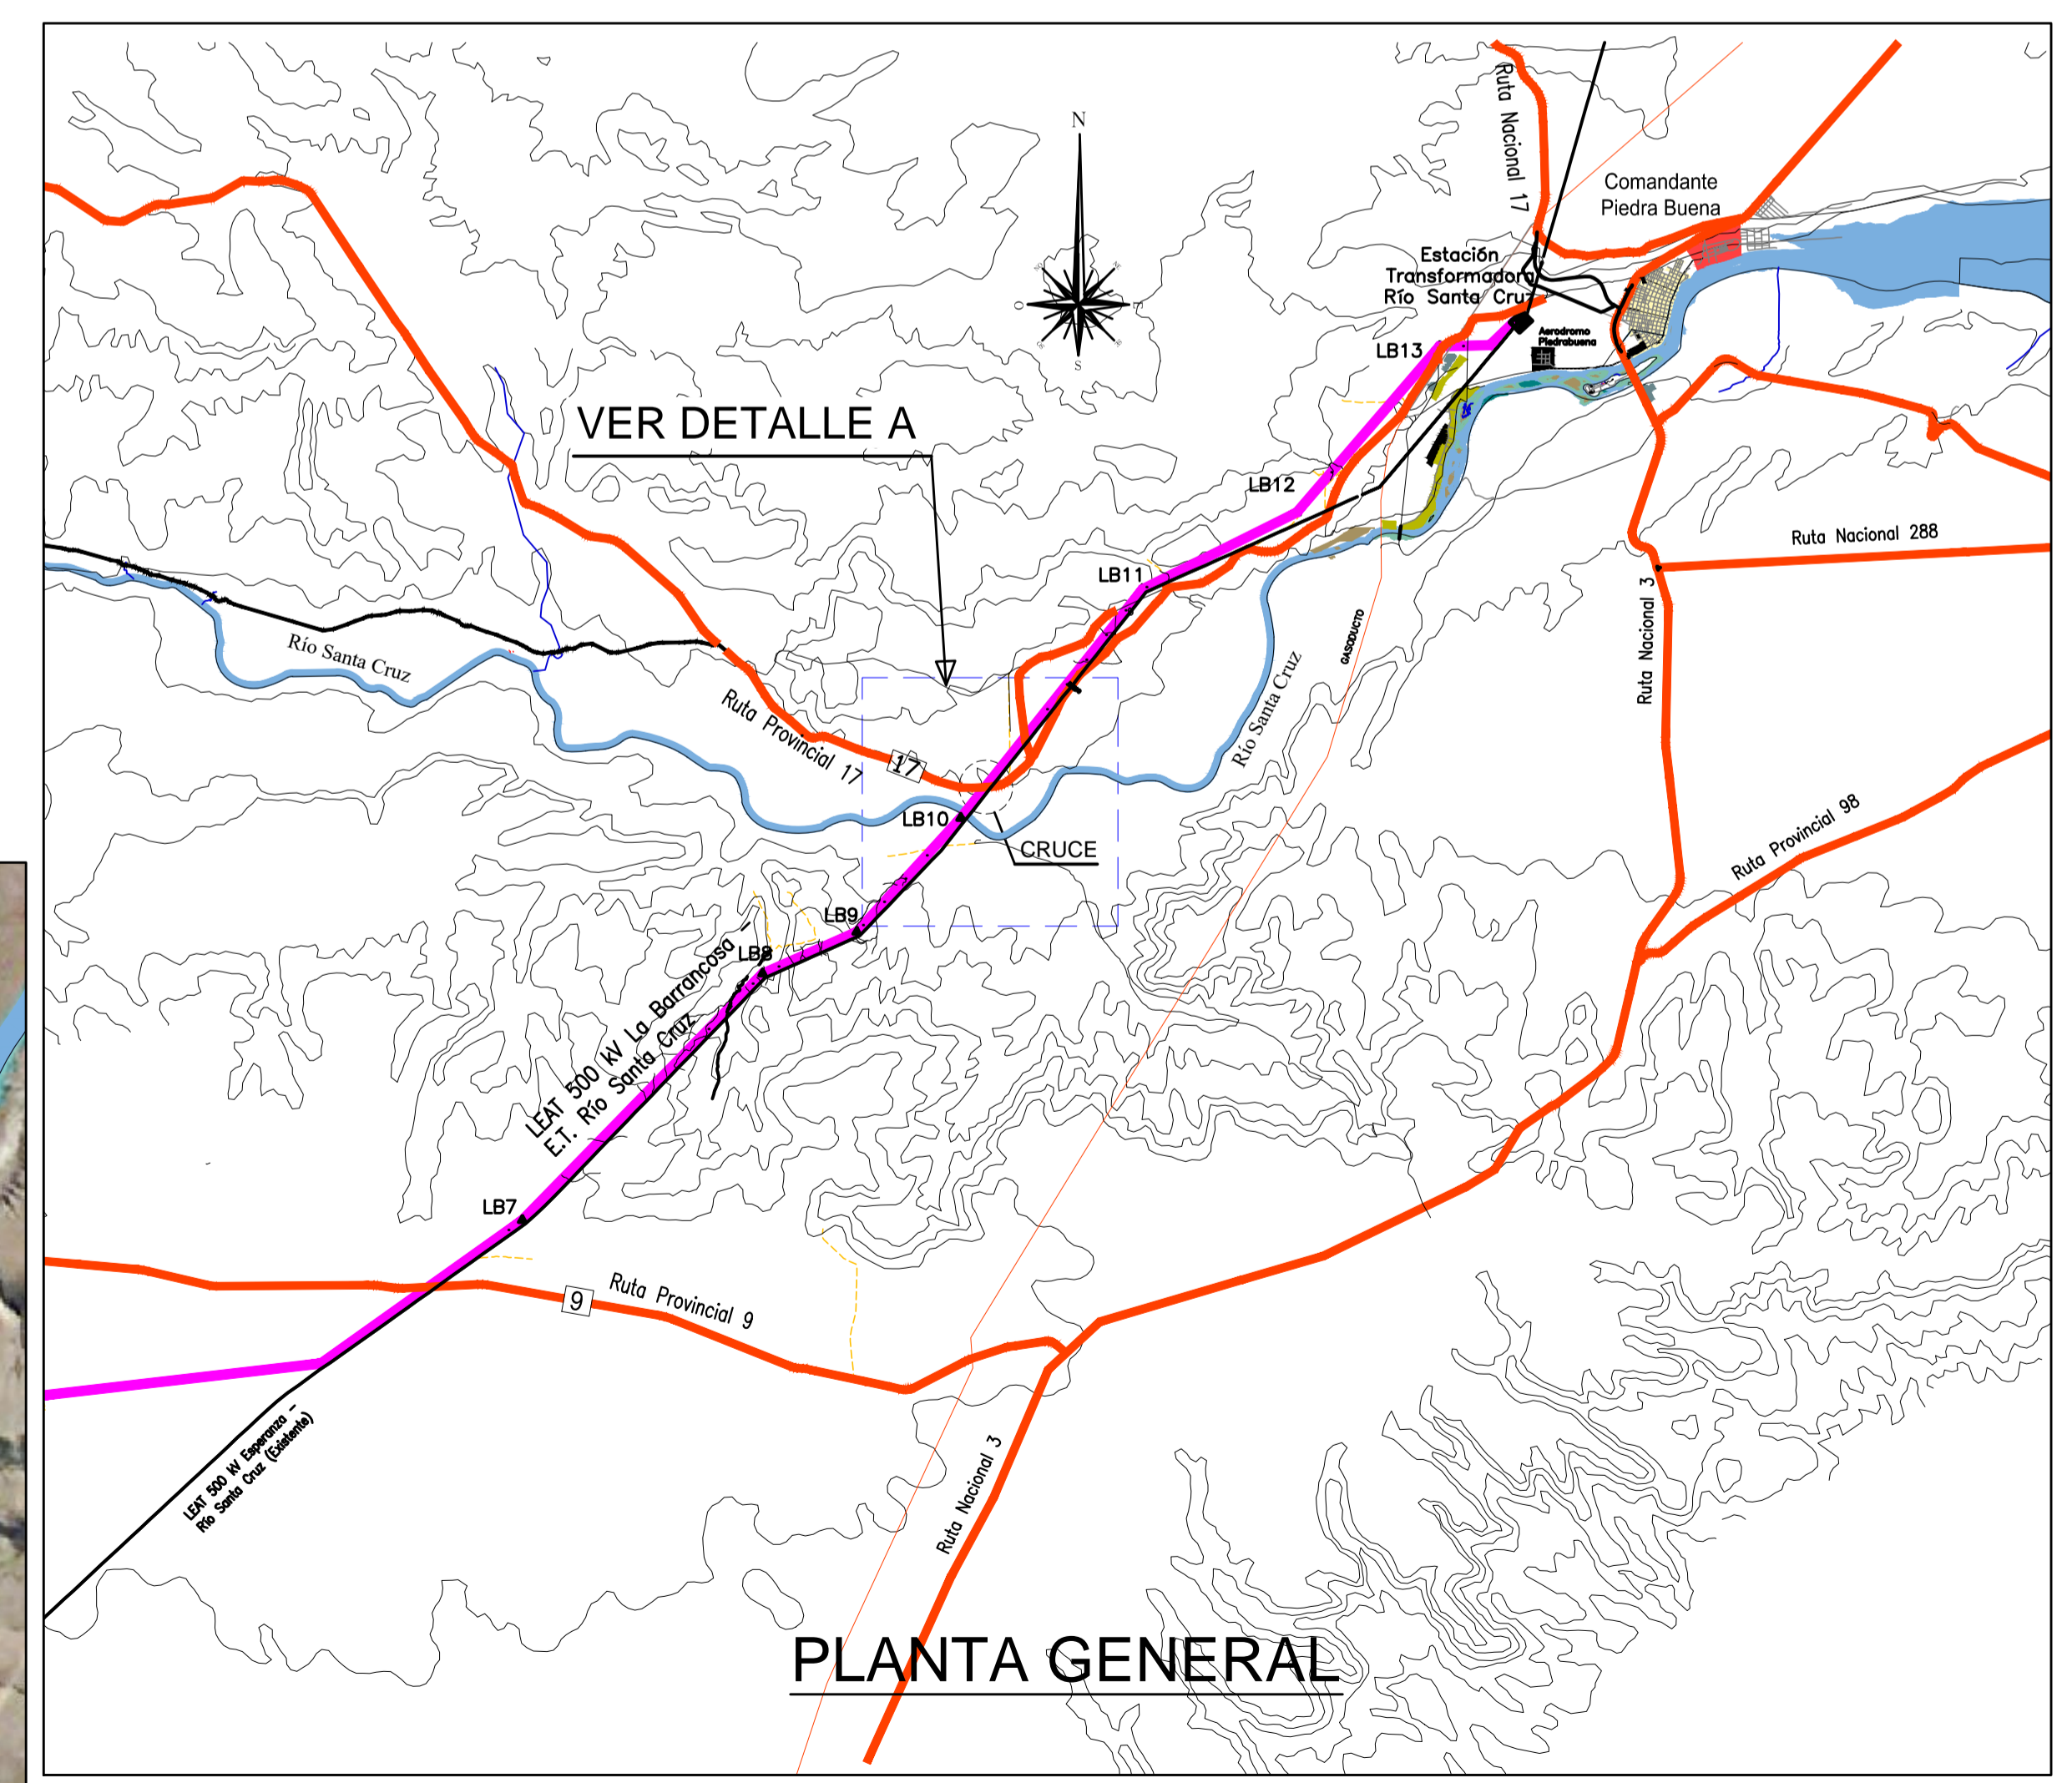 N
Ruta Nacional 17
Comandante
Piedra Buena
Estación
Transformadora
Río Santa Cruz
Aerodromo
Piedrabuena
LB13
S
VER DETALLE A
LB12
Ruta Nacional 288
LB11
Río Santa Cruz
GASODUCTO
Ruta Nacional 3
Río Santa Cruz
Ruta Provincial 17
17
LB10
CRUCE
Ruta Provincial 98
LB9
LB8
LEAT 500 kV La Barrancosa -
E.T. Río Santa Cruz
LB7
Ruta Provincial 9
9
LEAT 500 kV Esperanza -
Río Santa Cruz (Existente)
Ruta Nacional 3
PLANTA GENERAL